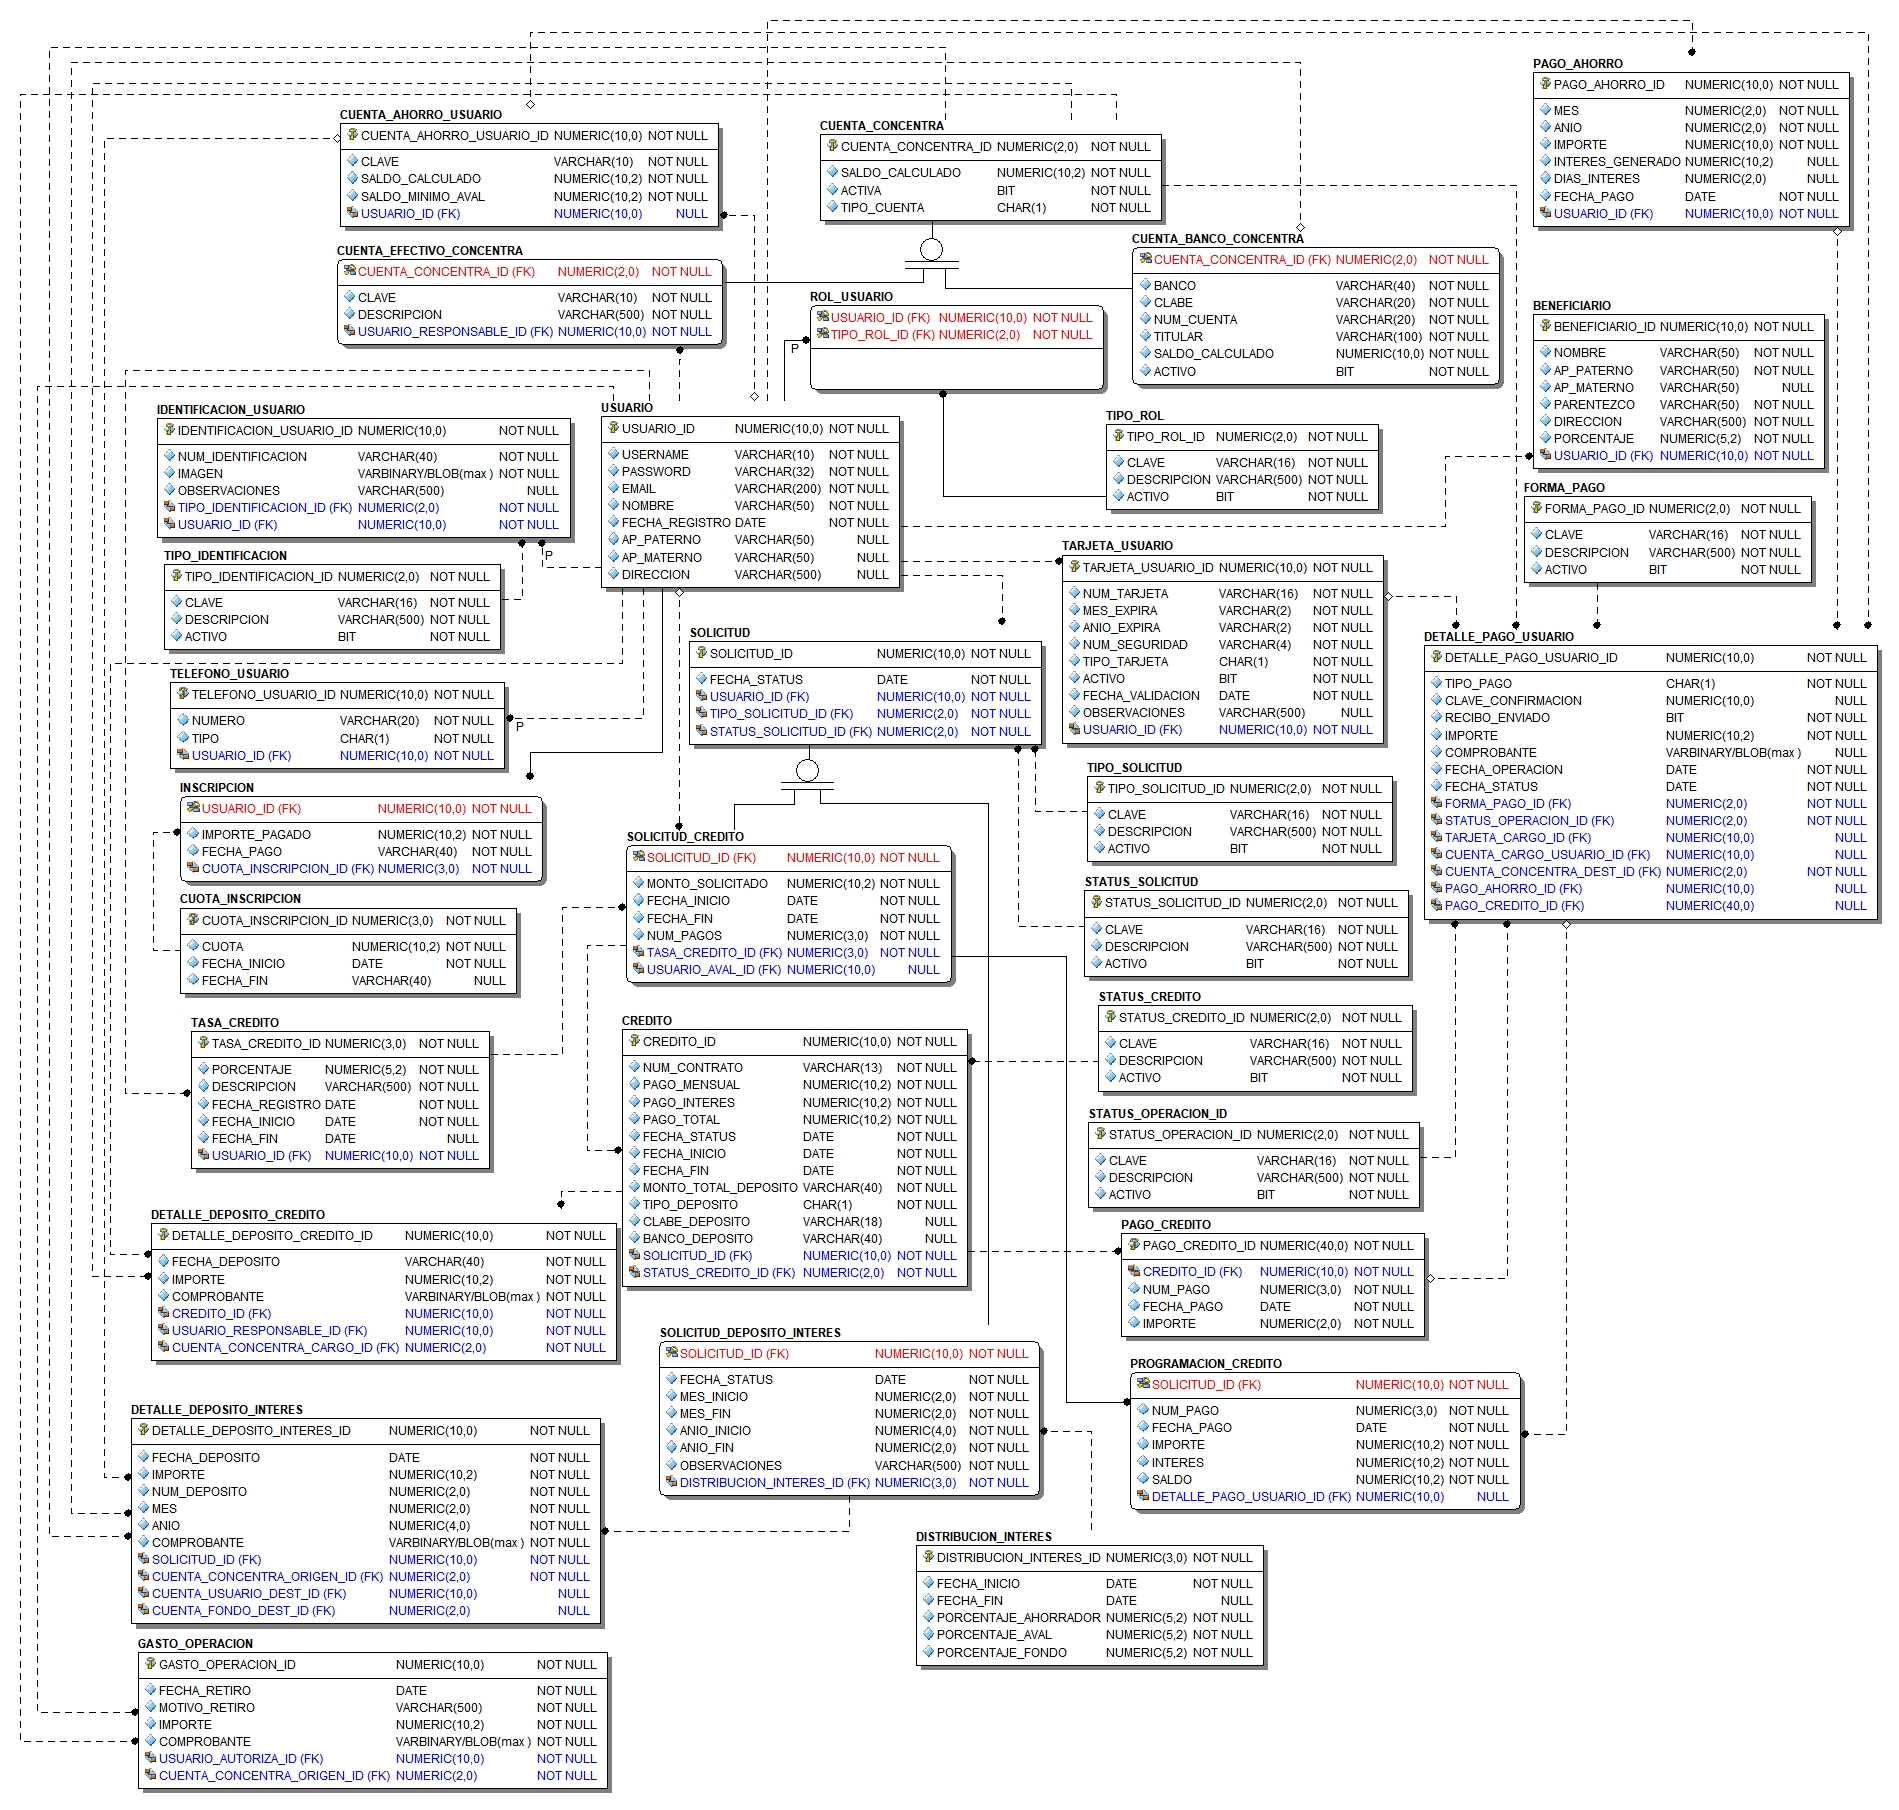 PAGO_AHORRO
PAGO_AHORRO_ID NUMERIC(10,0) NOT NULL
MES NUMERIC(2,0) NOT NULL
ANIO NUMERIC(2,0) NOT NULL
IMPORTE NUMERIC(10,0) NOT NULL
INTERES_GENERADO NUMERIC(10,2) NULL
DIAS_INTERES NUMERIC(2,0) NULL
FECHA_PAGO DATE NOT NULL
USUARIO_ID (FK) NUMERIC(10,0) NOT NULL
CUENTA_AHORRO_USUARIO
CUENTA_AHORRO_USUARIO_ID NUMERIC(10,0) NOT NULL
CLAVE VARCHAR(10) NOT NULL
SALDO_CALCULADO NUMERIC(10,2) NOT NULL
SALDO_MINIMO_AVAL NUMERIC(10,2) NOT NULL
USUARIO_ID (FK) NUMERIC(10,0) NULL
CUENTA_CONCENTRA
CUENTA_CONCENTRA_ID NUMERIC(2,0) NOT NULL
SALDO_CALCULADO NUMERIC(10,2) NOT NULL
ACTIVA BIT NOT NULL
TIPO_CUENTA CHAR(1) NOT NULL
CUENTA_EFECTIVO_CONCENTRA
CUENTA_CONCENTRA_ID (FK) NUMERIC(2,0) NOT NULL
CLAVE VARCHAR(10) NOT NULL
DESCRIPCION VARCHAR(500) NOT NULL
USUARIO_RESPONSABLE_ID (FK) NUMERIC(10,0) NOT NULL
CUENTA_BANCO_CONCENTRA
CUENTA_CONCENTRA_ID (FK) NUMERIC(2,0) NOT NULL
BANCO VARCHAR(40) NOT NULL
CLABE VARCHAR(20) NOT NULL
NUM_CUENTA VARCHAR(20) NOT NULL
TITULAR VARCHAR(100) NOT NULL
SALDO_CALCULADO NUMERIC(10,0) NOT NULL
ACTIVO BIT NOT NULL
ROL_USUARIO
USUARIO_ID (FK) NUMERIC(10,0) NOT NULL
TIPO_ROL_ID (FK) NUMERIC(2,0) NOT NULL
P
BENEFICIARIO
BENEFICIARIO_ID NUMERIC(10,0) NOT NULL
NOMBRE VARCHAR(50) NOT NULL
AP_PATERNO VARCHAR(50) NOT NULL
AP_MATERNO VARCHAR(50) NULL
PARENTEZCO VARCHAR(50) NOT NULL
DIRECCION VARCHAR(500) NOT NULL
PORCENTAJE NUMERIC(5,2) NOT NULL
USUARIO_ID (FK) NUMERIC(10,0) NOT NULL
IDENTIFICACION_USUARIO
IDENTIFICACION_USUARIO_ID NUMERIC(10,0) NOT NULL
NUM_IDENTIFICACION VARCHAR(40) NOT NULL
IMAGEN VARBINARY/BLOB(max ) NOT NULL
OBSERVACIONES VARCHAR(500) NULL
TIPO_IDENTIFICACION_ID (FK) NUMERIC(2,0) NOT NULL
USUARIO_ID (FK) NUMERIC(10,0) NOT NULL
P
USUARIO
USUARIO_ID NUMERIC(10,0) NOT NULL
USERNAME VARCHAR(10) NOT NULL
PASSWORD VARCHAR(32) NOT NULL
EMAIL VARCHAR(200) NOT NULL
NOMBRE VARCHAR(50) NOT NULL
FECHA_REGISTRO DATE NOT NULL
AP_PATERNO VARCHAR(50) NULL
AP_MATERNO VARCHAR(50) NULL
DIRECCION VARCHAR(500) NULL
TIPO_ROL
TIPO_ROL_ID NUMERIC(2,0) NOT NULL
CLAVE VARCHAR(16) NOT NULL
DESCRIPCION VARCHAR(500) NOT NULL
ACTIVO BIT NOT NULL
FORMA_PAGO
FORMA_PAGO_ID NUMERIC(2,0) NOT NULL
CLAVE VARCHAR(16) NOT NULL
DESCRIPCION VARCHAR(500) NOT NULL
ACTIVO BIT NOT NULL
TIPO_IDENTIFICACION
TIPO_IDENTIFICACION_ID NUMERIC(2,0) NOT NULL
CLAVE VARCHAR(16) NOT NULL
DESCRIPCION VARCHAR(500) NOT NULL
ACTIVO BIT NOT NULL
TARJETA_USUARIO
TARJETA_USUARIO_ID NUMERIC(10,0) NOT NULL
NUM_TARJETA VARCHAR(16) NOT NULL
MES_EXPIRA VARCHAR(2) NOT NULL
ANIO_EXPIRA VARCHAR(2) NOT NULL
NUM_SEGURIDAD VARCHAR(4) NOT NULL
TIPO_TARJETA CHAR(1) NOT NULL
ACTIVO BIT NOT NULL
FECHA_VALIDACION DATE NOT NULL
OBSERVACIONES VARCHAR(500) NULL
USUARIO_ID (FK) NUMERIC(10,0) NOT NULL
SOLICITUD
SOLICITUD_ID NUMERIC(10,0) NOT NULL
FECHA_STATUS DATE NOT NULL
USUARIO_ID (FK) NUMERIC(10,0) NOT NULL
TIPO_SOLICITUD_ID (FK) NUMERIC(2,0) NOT NULL
STATUS_SOLICITUD_ID (FK) NUMERIC(2,0) NOT NULL
DETALLE_PAGO_USUARIO
DETALLE_PAGO_USUARIO_ID NUMERIC(10,0) NOT NULL
TIPO_PAGO CHAR(1) NOT NULL
CLAVE_CONFIRMACION NUMERIC(10,0) NULL
RECIBO_ENVIADO BIT NOT NULL
IMPORTE NUMERIC(10,2) NOT NULL
COMPROBANTE VARBINARY/BLOB(max ) NULL
FECHA_OPERACION DATE NOT NULL
FECHA_STATUS DATE NOT NULL
FORMA_PAGO_ID (FK) NUMERIC(2,0) NOT NULL
STATUS_OPERACION_ID (FK) NUMERIC(2,0) NOT NULL
TARJETA_CARGO_ID (FK) NUMERIC(10,0) NULL
CUENTA_CARGO_USUARIO_ID (FK) NUMERIC(10,0) NULL
CUENTA_CONCENTRA_DEST_ID (FK) NUMERIC(2,0) NOT NULL
PAGO_AHORRO_ID (FK) NUMERIC(10,0) NULL
PAGO_CREDITO_ID (FK) NUMERIC(40,0) NULL
TELEFONO_USUARIO
TELEFONO_USUARIO_ID NUMERIC(10,0) NOT NULL
NUMERO VARCHAR(20) NOT NULL
TIPO CHAR(1) NOT NULL
USUARIO_ID (FK) NUMERIC(10,0) NOT NULL
P
TIPO_SOLICITUD
TIPO_SOLICITUD_ID NUMERIC(2,0) NOT NULL
CLAVE VARCHAR(16) NOT NULL
DESCRIPCION VARCHAR(500) NOT NULL
ACTIVO BIT NOT NULL
INSCRIPCION
USUARIO_ID (FK) NUMERIC(10,0) NOT NULL
IMPORTE_PAGADO NUMERIC(10,2) NOT NULL
FECHA_PAGO VARCHAR(40) NOT NULL
CUOTA_INSCRIPCION_ID (FK) NUMERIC(3,0) NOT NULL
SOLICITUD_CREDITO
SOLICITUD_ID (FK) NUMERIC(10,0) NOT NULL
MONTO_SOLICITADO NUMERIC(10,2) NOT NULL
FECHA_INICIO DATE NOT NULL
FECHA_FIN DATE NOT NULL
NUM_PAGOS NUMERIC(3,0) NOT NULL
TASA_CREDITO_ID (FK) NUMERIC(3,0) NOT NULL
USUARIO_AVAL_ID (FK) NUMERIC(10,0) NULL
STATUS_SOLICITUD
STATUS_SOLICITUD_ID NUMERIC(2,0) NOT NULL
CLAVE VARCHAR(16) NOT NULL
DESCRIPCION VARCHAR(500) NOT NULL
ACTIVO BIT NOT NULL
CUOTA_INSCRIPCION
CUOTA_INSCRIPCION_ID NUMERIC(3,0) NOT NULL
CUOTA NUMERIC(10,2) NOT NULL
FECHA_INICIO DATE NOT NULL
FECHA_FIN VARCHAR(40) NULL
STATUS_CREDITO
STATUS_CREDITO_ID NUMERIC(2,0) NOT NULL
CLAVE VARCHAR(16) NOT NULL
DESCRIPCION VARCHAR(500) NOT NULL
ACTIVO BIT NOT NULL
TASA_CREDITO
TASA_CREDITO_ID NUMERIC(3,0) NOT NULL
PORCENTAJE NUMERIC(5,2) NOT NULL
DESCRIPCION VARCHAR(500) NOT NULL
FECHA_REGISTRO DATE NOT NULL
FECHA_INICIO DATE NOT NULL
FECHA_FIN DATE NULL
USUARIO_ID (FK) NUMERIC(10,0) NOT NULL
CREDITO
CREDITO_ID NUMERIC(10,0) NOT NULL
NUM_CONTRATO VARCHAR(13) NOT NULL
PAGO_MENSUAL NUMERIC(10,2) NOT NULL
PAGO_INTERES NUMERIC(10,2) NOT NULL
PAGO_TOTAL NUMERIC(10,2) NOT NULL
FECHA_STATUS DATE NOT NULL
FECHA_INICIO DATE NOT NULL
FECHA_FIN DATE NOT NULL
MONTO_TOTAL_DEPOSITO VARCHAR(40) NOT NULL
TIPO_DEPOSITO CHAR(1) NOT NULL
CLABE_DEPOSITO VARCHAR(18) NULL
BANCO_DEPOSITO VARCHAR(40) NULL
SOLICITUD_ID (FK) NUMERIC(10,0) NOT NULL
STATUS_CREDITO_ID (FK) NUMERIC(2,0) NOT NULL
STATUS_OPERACION_ID
STATUS_OPERACION_ID NUMERIC(2,0) NOT NULL
CLAVE VARCHAR(16) NOT NULL
DESCRIPCION VARCHAR(500) NOT NULL
ACTIVO BIT NOT NULL
DETALLE_DEPOSITO_CREDITO
DETALLE_DEPOSITO_CREDITO_ID NUMERIC(10,0) NOT NULL
FECHA_DEPOSITO VARCHAR(40) NOT NULL
IMPORTE NUMERIC(10,2) NOT NULL
COMPROBANTE VARBINARY/BLOB(max ) NOT NULL
CREDITO_ID (FK) NUMERIC(10,0) NOT NULL
USUARIO_RESPONSABLE_ID (FK) NUMERIC(10,0) NOT NULL
CUENTA_CONCENTRA_CARGO_ID (FK) NUMERIC(2,0) NOT NULL
PAGO_CREDITO
PAGO_CREDITO_ID NUMERIC(40,0) NOT NULL
CREDITO_ID (FK) NUMERIC(10,0) NOT NULL
NUM_PAGO NUMERIC(3,0) NOT NULL
FECHA_PAGO DATE NOT NULL
IMPORTE NUMERIC(2,0) NOT NULL
SOLICITUD_DEPOSITO_INTERES
SOLICITUD_ID (FK) NUMERIC(10,0) NOT NULL
FECHA_STATUS DATE NOT NULL
MES_INICIO NUMERIC(2,0) NOT NULL
MES_FIN NUMERIC(2,0) NOT NULL
ANIO_INICIO NUMERIC(4,0) NOT NULL
ANIO_FIN NUMERIC(2,0) NOT NULL
OBSERVACIONES VARCHAR(500) NOT NULL
DISTRIBUCION_INTERES_ID (FK) NUMERIC(3,0) NOT NULL
PROGRAMACION_CREDITO
SOLICITUD_ID (FK) NUMERIC(10,0) NOT NULL
NUM_PAGO NUMERIC(3,0) NOT NULL
FECHA_PAGO DATE NOT NULL
IMPORTE NUMERIC(10,2) NOT NULL
INTERES NUMERIC(10,2) NOT NULL
SALDO NUMERIC(10,2) NOT NULL
DETALLE_PAGO_USUARIO_ID (FK) NUMERIC(10,0) NULL
DETALLE_DEPOSITO_INTERES
DETALLE_DEPOSITO_INTERES_ID NUMERIC(10,0) NOT NULL
FECHA_DEPOSITO DATE NOT NULL
IMPORTE NUMERIC(10,2) NOT NULL
NUM_DEPOSITO NUMERIC(2,0) NOT NULL
MES NUMERIC(2,0) NOT NULL
ANIO NUMERIC(4,0) NOT NULL
COMPROBANTE VARBINARY/BLOB(max ) NOT NULL
SOLICITUD_ID (FK) NUMERIC(10,0) NOT NULL
CUENTA_CONCENTRA_ORIGEN_ID (FK) NUMERIC(2,0) NOT NULL
CUENTA_USUARIO_DEST_ID (FK) NUMERIC(10,0) NULL
CUENTA_FONDO_DEST_ID (FK) NUMERIC(2,0) NULL
DISTRIBUCION_INTERES
DISTRIBUCION_INTERES_ID NUMERIC(3,0) NOT NULL
FECHA_INICIO DATE NOT NULL
FECHA_FIN DATE NULL
PORCENTAJE_AHORRADOR NUMERIC(5,2) NOT NULL
PORCENTAJE_AVAL NUMERIC(5,2) NOT NULL
PORCENTAJE_FONDO NUMERIC(5,2) NOT NULL
GASTO_OPERACION
GASTO_OPERACION_ID NUMERIC(10,0) NOT NULL
FECHA_RETIRO DATE NOT NULL
MOTIVO_RETIRO VARCHAR(500) NOT NULL
IMPORTE NUMERIC(10,2) NOT NULL
COMPROBANTE VARBINARY/BLOB(max ) NOT NULL
USUARIO_AUTORIZA_ID (FK) NUMERIC(10,0) NOT NULL
CUENTA_CONCENTRA_ORIGEN_ID (FK) NUMERIC(2,0) NOT NULL